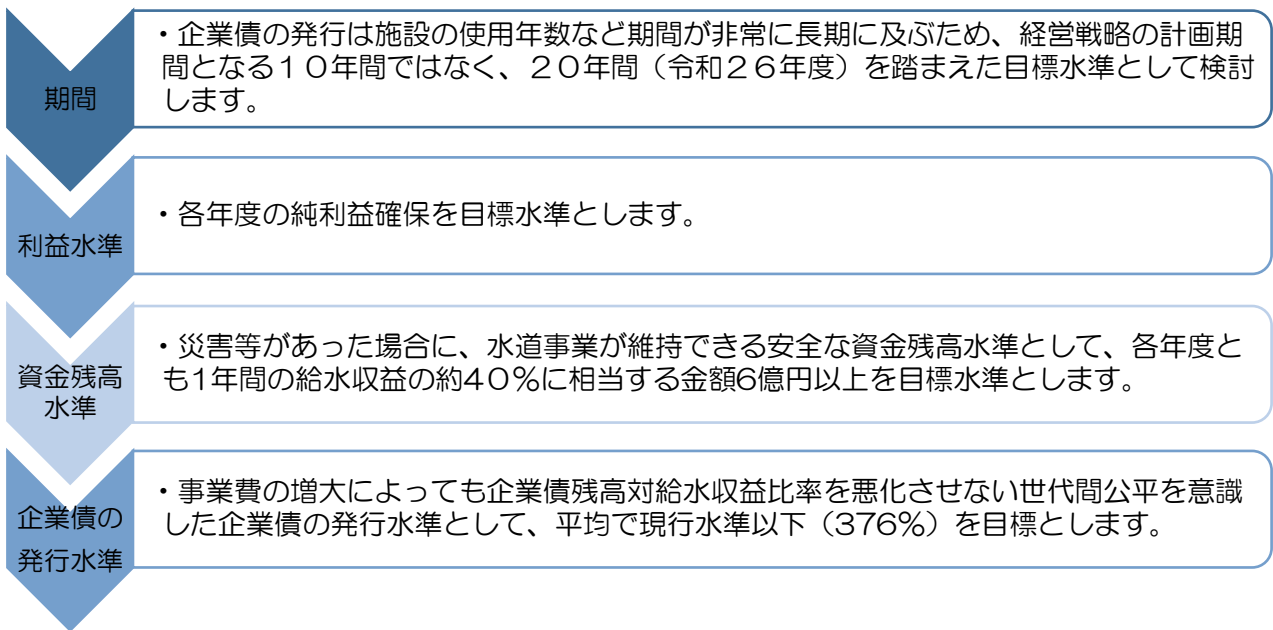 期間
・企業債の発行は施設の使用年数など期間が非常に長期に及ぶため、経営戦略の計画期
間となる１０年間ではなく、２０年間（令和２６年度）を踏まえた目標水準として検討
します。
利益水準
・各年度の純利益確保を目標水準とします。
資金残高
水準
・災害等があった場合に、水道事業が維持できる安全な資金残高水準として、各年度と
も1年間の給水収益の約４０％に相当する金額6億円以上を目標水準とします。
企業債の
発行水準
・事業費の増大によっても企業債残高対給水収益比率を悪化させない世代間公平を意識
した企業債の発行水準として、平均で現行水準以下（376％）を目標とします。